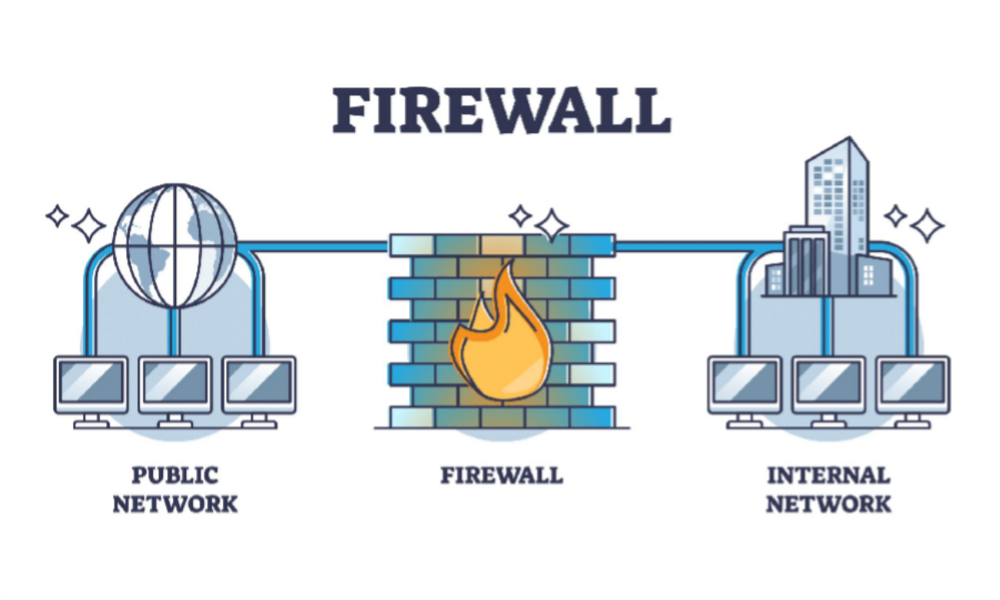 FIREWALL
PUBLIC
NETWORK
FIREWALL
INTERNAL
NETWORK